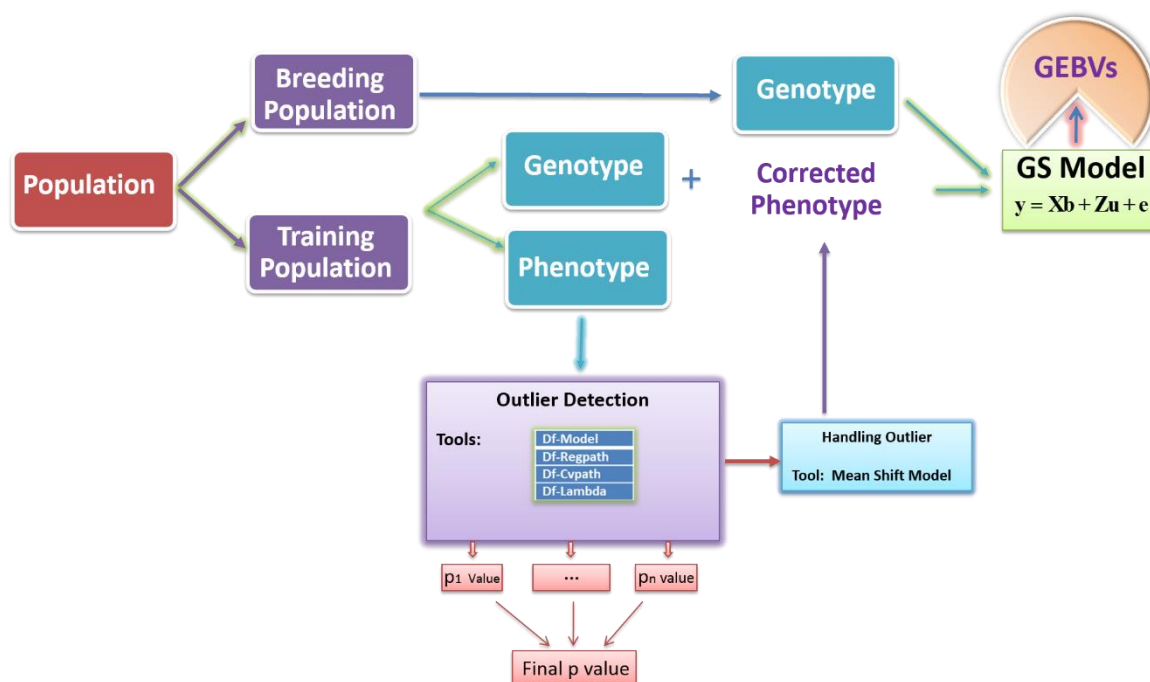 Breeding
Population
Genotype
GEBVs
Population
Genotype
+
Corrected
Phenotype
GS Model
y = Xb + Zu + e
Training
Population
Phenotype
Outlier Detection
Tools:
Df-Model
Df-Regpath
Df-Cvpath
Df-Lambda
Handling Outlier
Tool: Mean Shift Model
p1 Value
...
pn value
Final p value